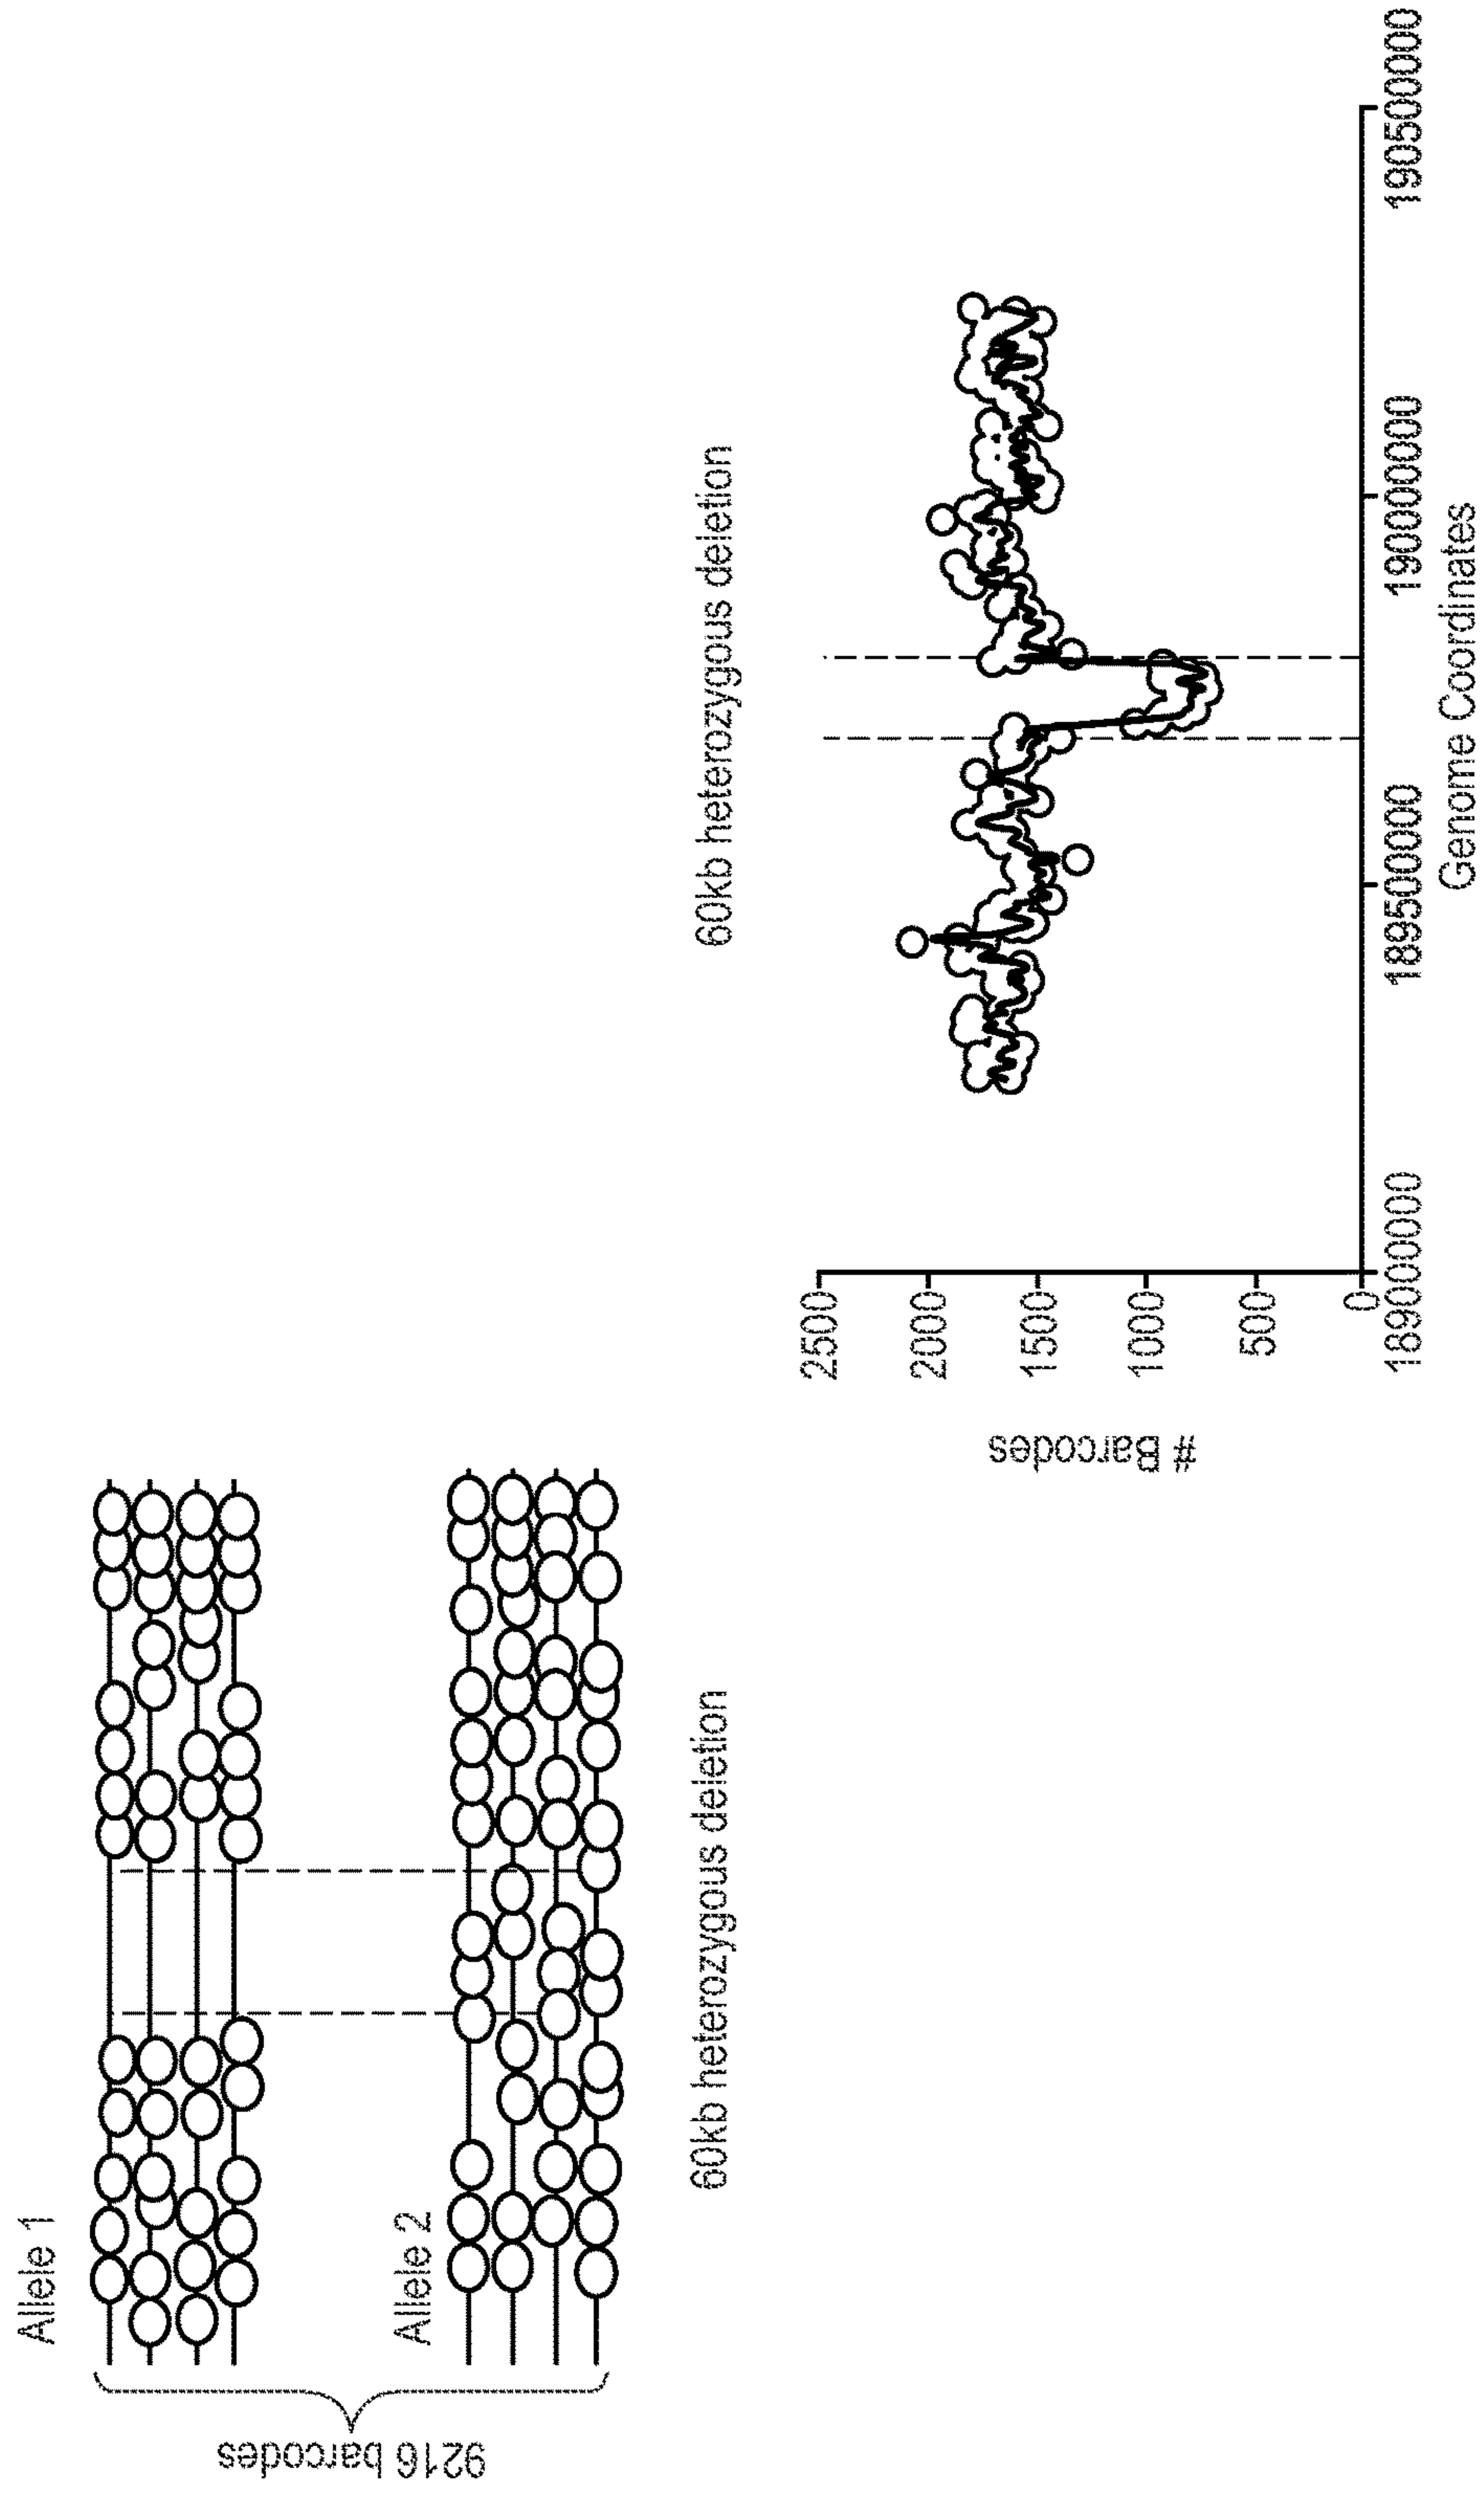 Allele 1
Allele 2
9216 barcodes
60kb heterozygous deletion
60kb heterozygous deletion
# Barcodes
2500
2000
1500
1000
500
0
189000000
189500000
190000000
190500000
Genome Coordinates